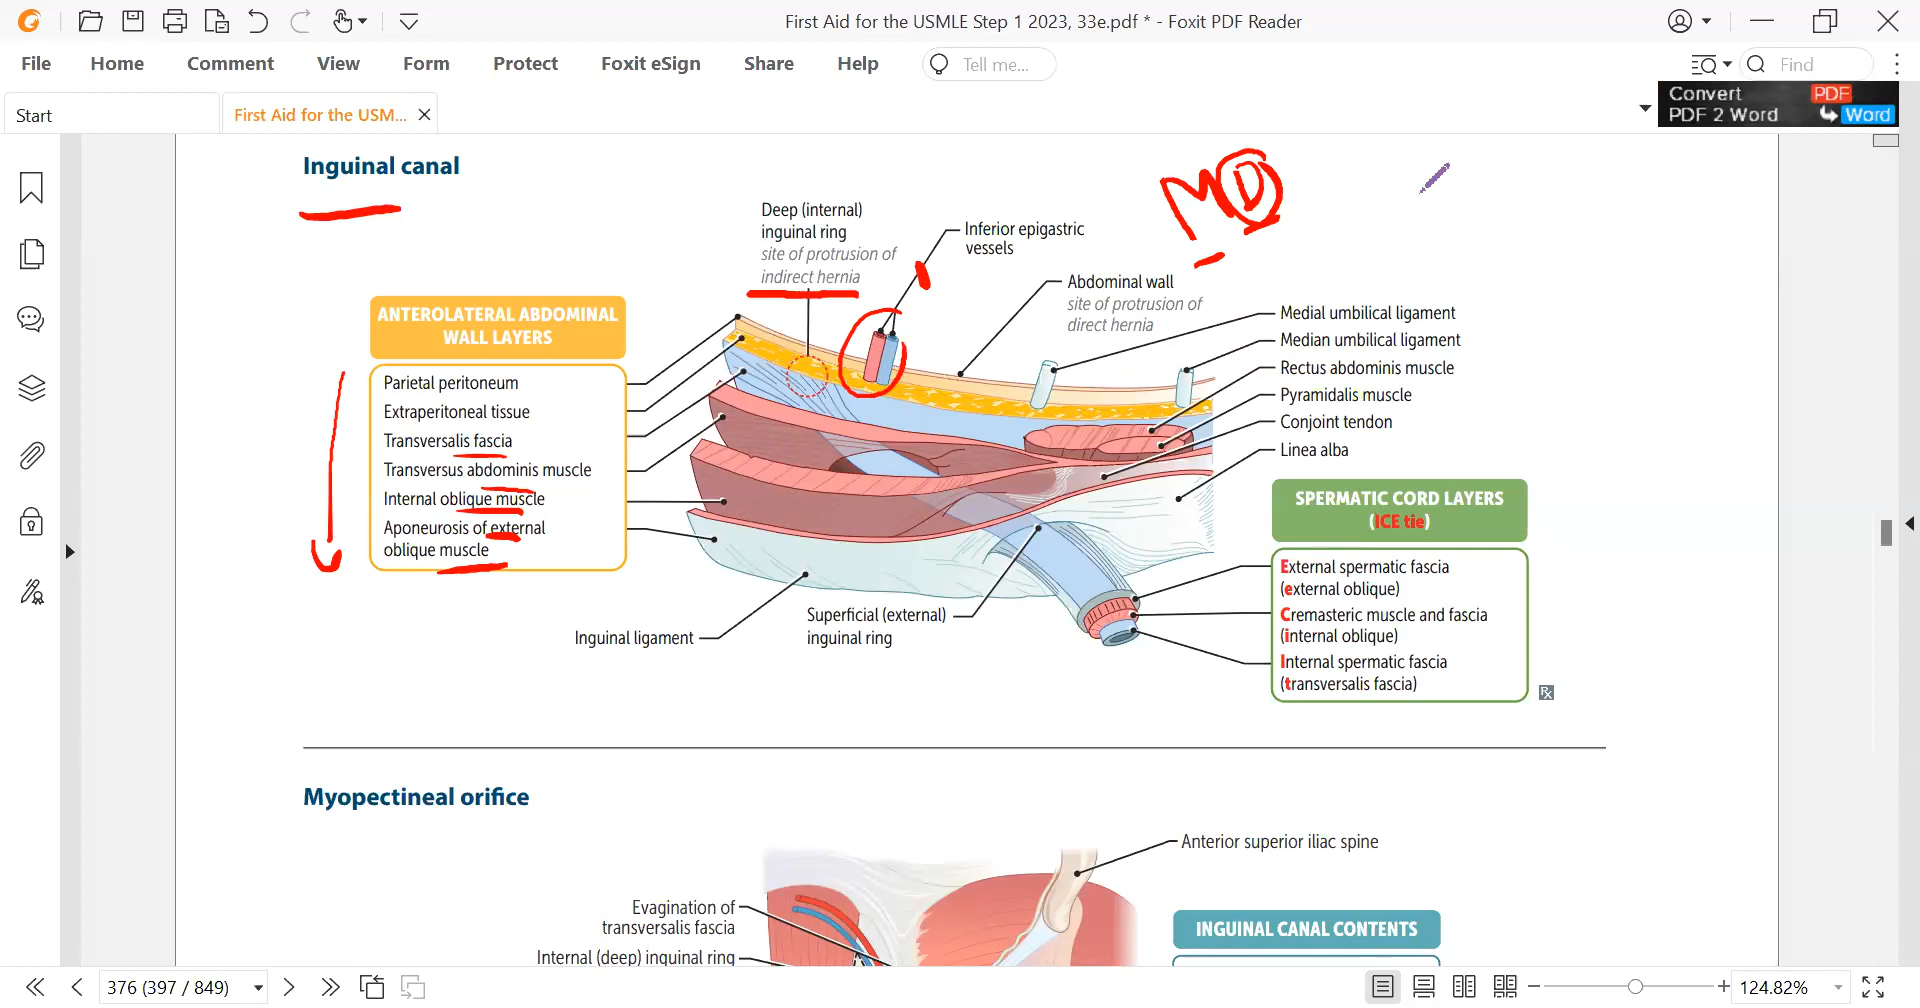 First Aid for the USMLE Step 1 2023, 33e.pdf * - Foxit PDF Reader
File Home Comment View Form Protect Foxit eSign Share Help Tell me... Find
Start
First Aid for the USM...
Convert PDF
PDF 2 Word Word
Inguinal canal
MD
Deep (internal)
inguinal ring
site of protrusion of
indirect hernia
Inferior epigastric
vessels
Abdominal wall
site of protrusion of
direct hernia
ANTEROLATERAL ABDOMINAL
WALL LAYERS
Parietal peritoneum
Extraperitoneal tissue
Transversalis fascia
Transversus abdominis muscle
Internal oblique muscle
Aponeurosis of external
oblique muscle
Medial umbilical ligament
Median umbilical ligament
Rectus abdominis muscle
Pyramidalis muscle
Conjoint tendon
Linea alba
SPERMATIC CORD LAYERS
(ICE tie)
External spermatic fascia
(external oblique)
Cremasteric muscle and fascia
(internal oblique)
Internal spermatic fascia
(transversalis fascia)
Rx
Inguinal ligament
Superficial (external)
inguinal ring
Myopectineal orifice
Anterior superior iliac spine
Evagination of
transversalis fascia
Internal (deep) inguinal ring
INGUINAL CANAL CONTENTS
376 (397 / 849)
124.82%